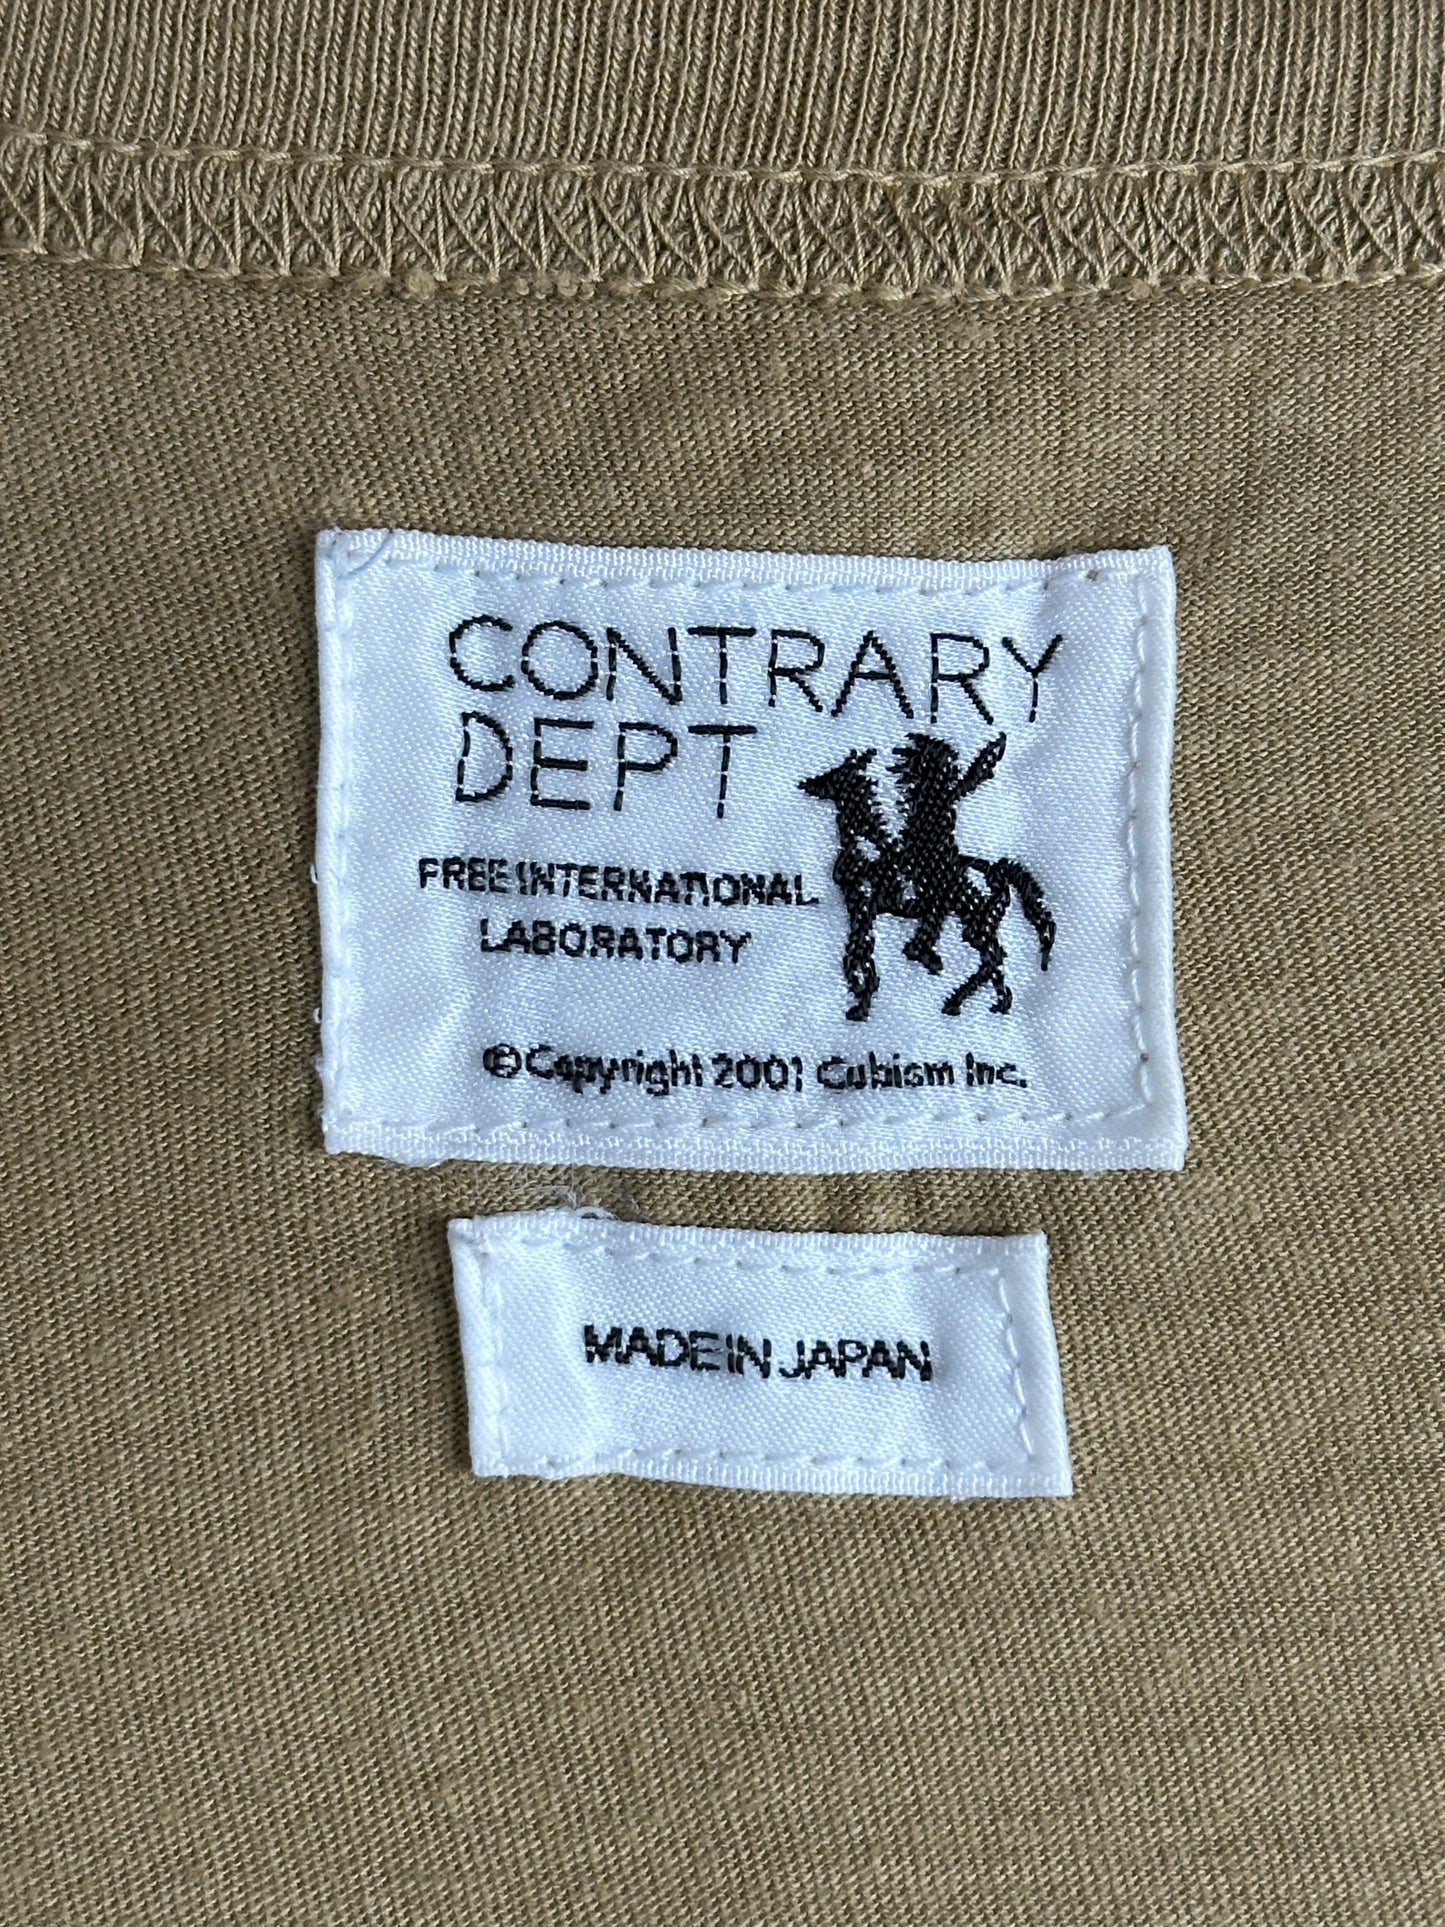 CONTRARY
DEPT
FREE INTERNATIONAL
LABORATORY
©Copyright 2001 Cubism Inc.
MADE IN JAPAN